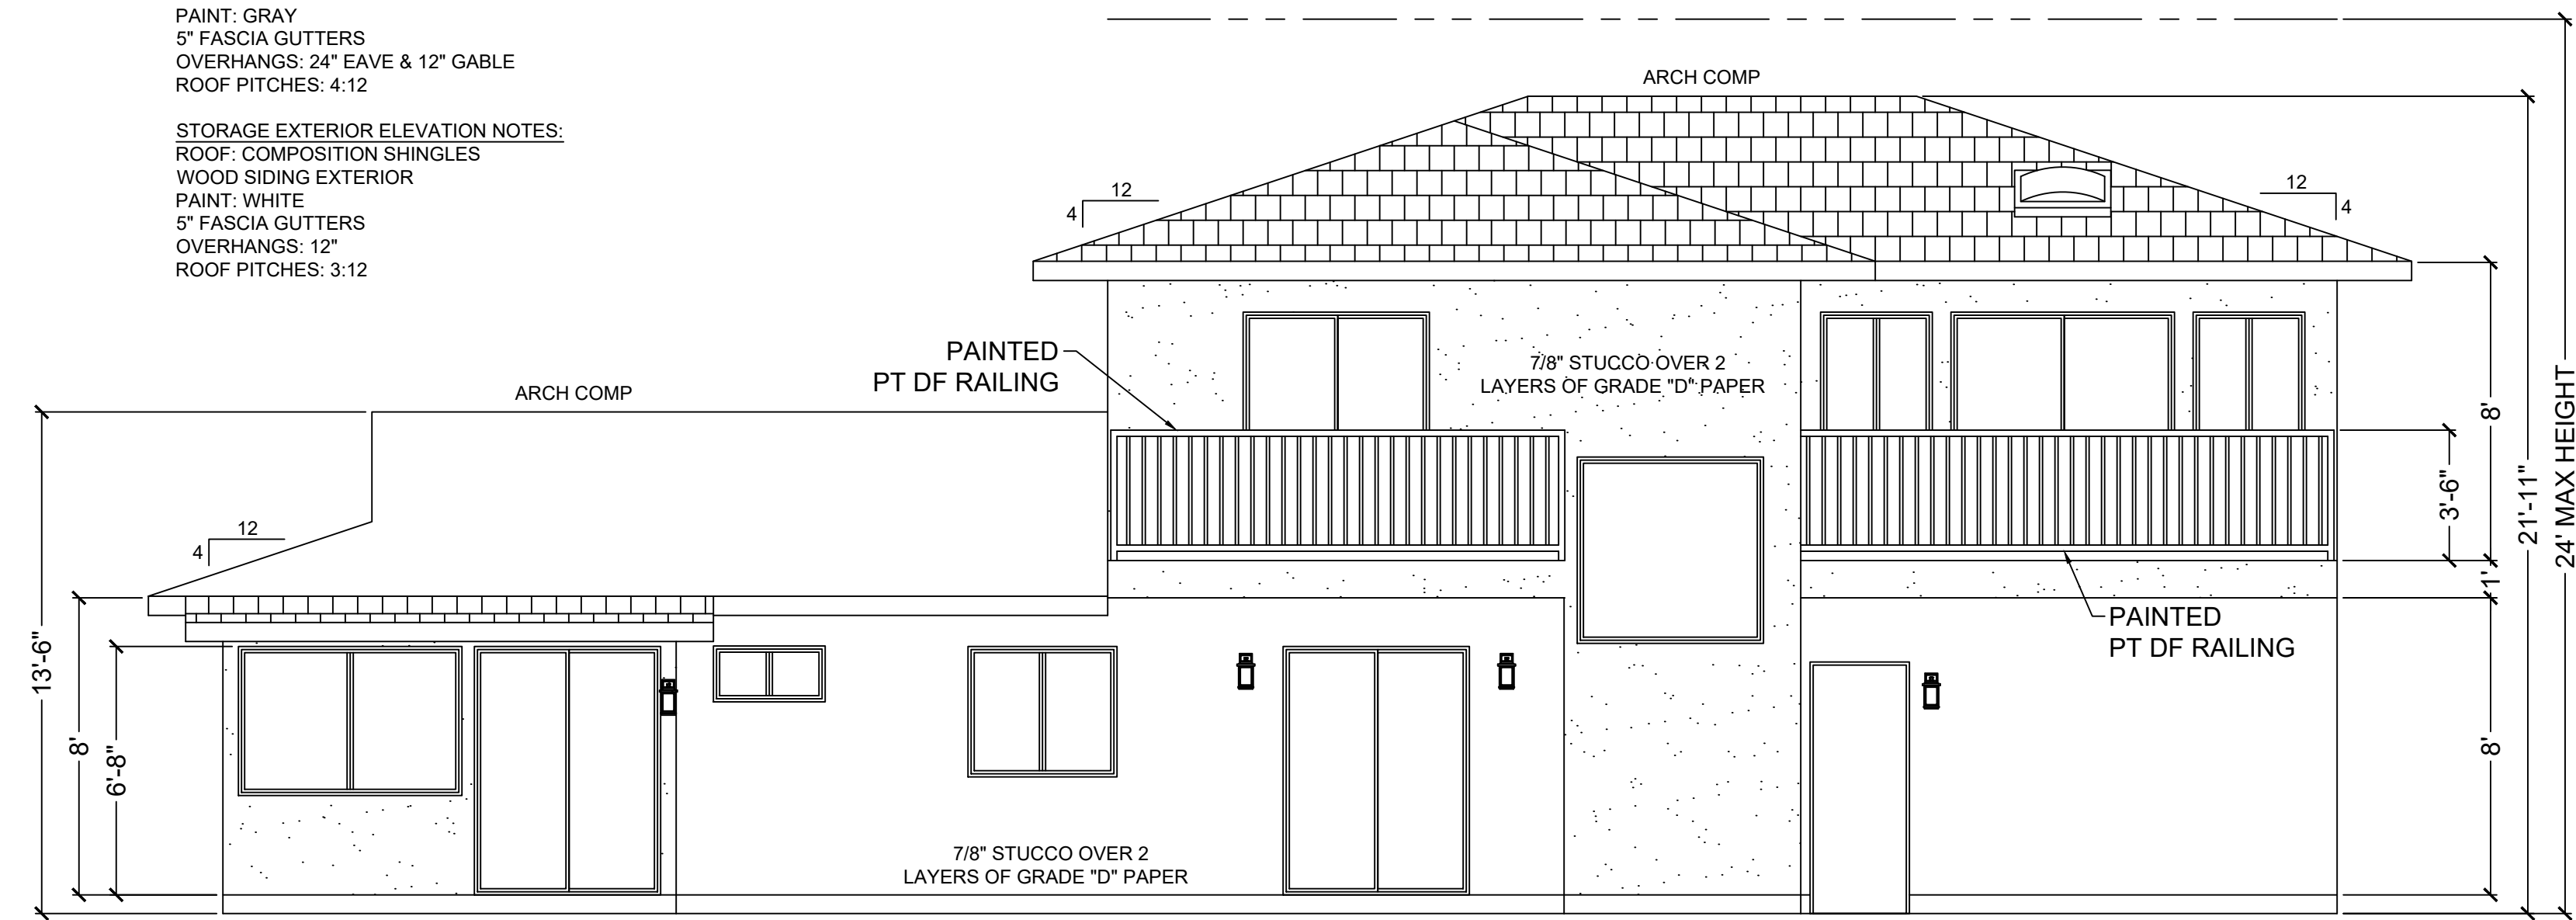 PAINT: GRAY
5" FASCIA GUTTERS
OVERHANGS: 24" EAVE & 12" GABLE
ROOF PITCHES: 4:12
STORAGE EXTERIOR ELEVATION NOTES:
ROOF: COMPOSITION SHINGLES
WOOD SIDING EXTERIOR
PAINT: WHITE
5" FASCIA GUTTERS
OVERHANGS: 12"
ROOF PITCHES: 3:12
ARCH COMP
12
4
12
4
PAINTED
PT DF RAILING
7/8" STUCCO OVER 2
LAYERS OF GRADE "D" PAPER
ARCH COMP
12
4
13'-6"
8'
6'-8"
8'
3'-6"
1'
8'
21'-11"
24' MAX HEIGHT
PAINTED
PT DF RAILING
7/8" STUCCO OVER 2
LAYERS OF GRADE "D" PAPER